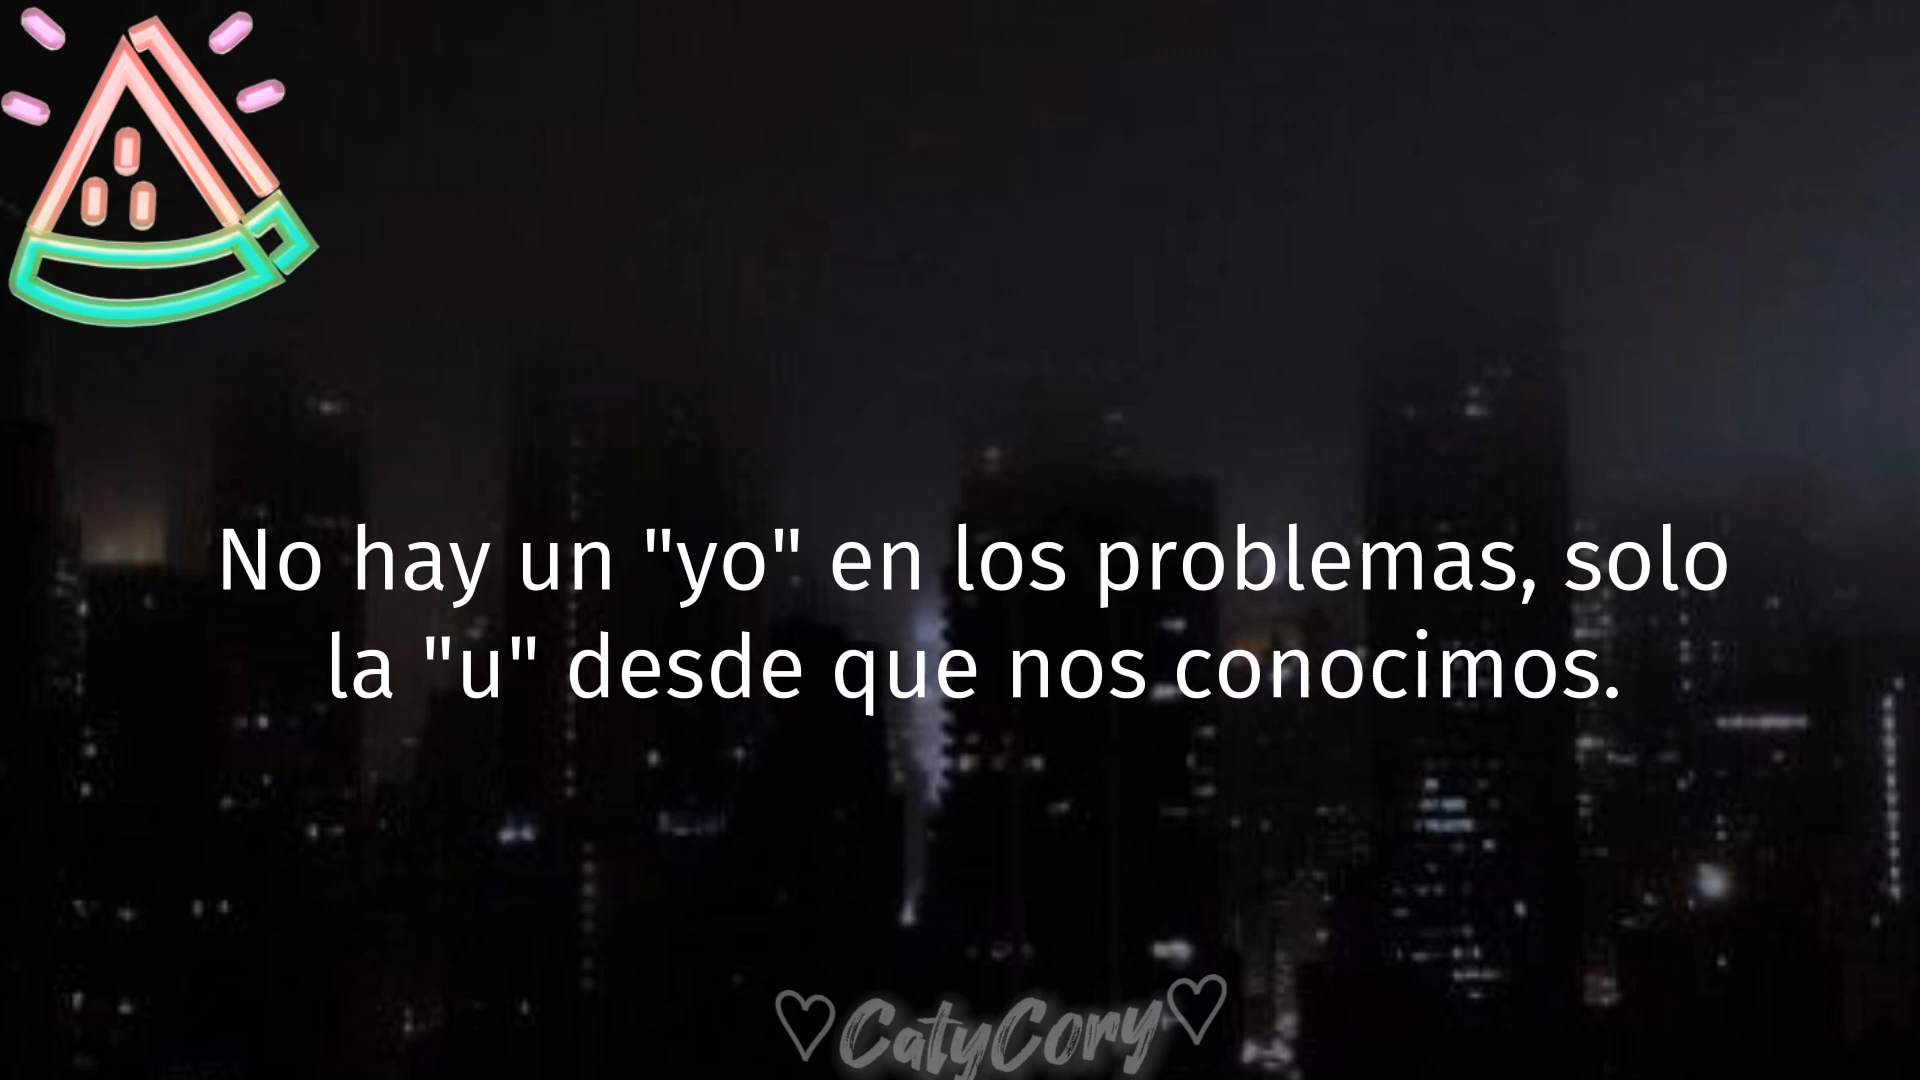 No hay un "yo" en los problemas, solo
la "u" desde que nos conocimos.
♡CatyCory♡